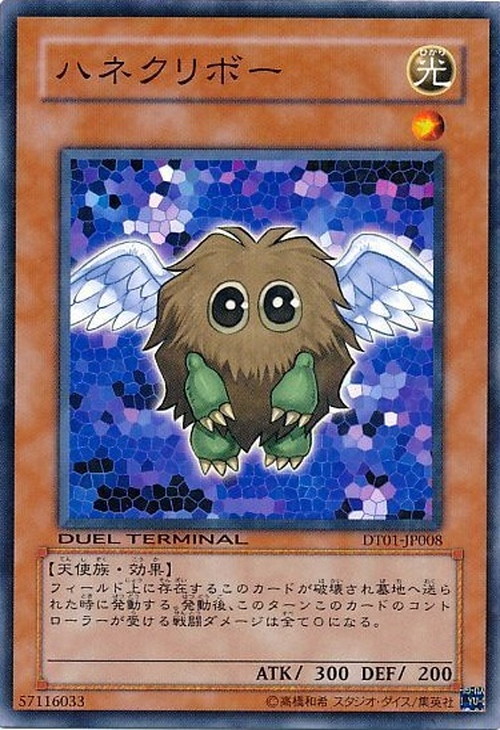 ハネクリボー
光
DUEL TERMINAL
DT01-JP008
【天使族・効果】
フィールド上に存在するこのカードが破壊され墓地へ送ら
れた時に発動する。発動後、このターンこのカードのコント
ローラーが受ける戦闘ダメージは全て0になる。
ATK/ 300 DEF/ 200
57116033
©高橋和希 スタジオ・ダイス/集英社